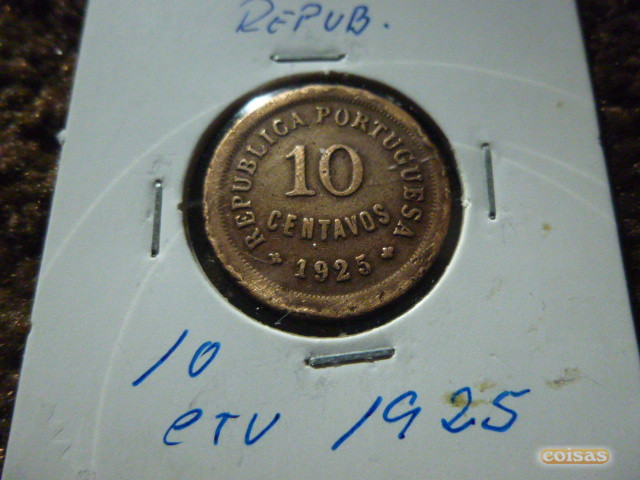 REPUB.
REPUBLICA PORTUGUESA
10
CENTAVOS
1925
10
CTV 1925
coisas